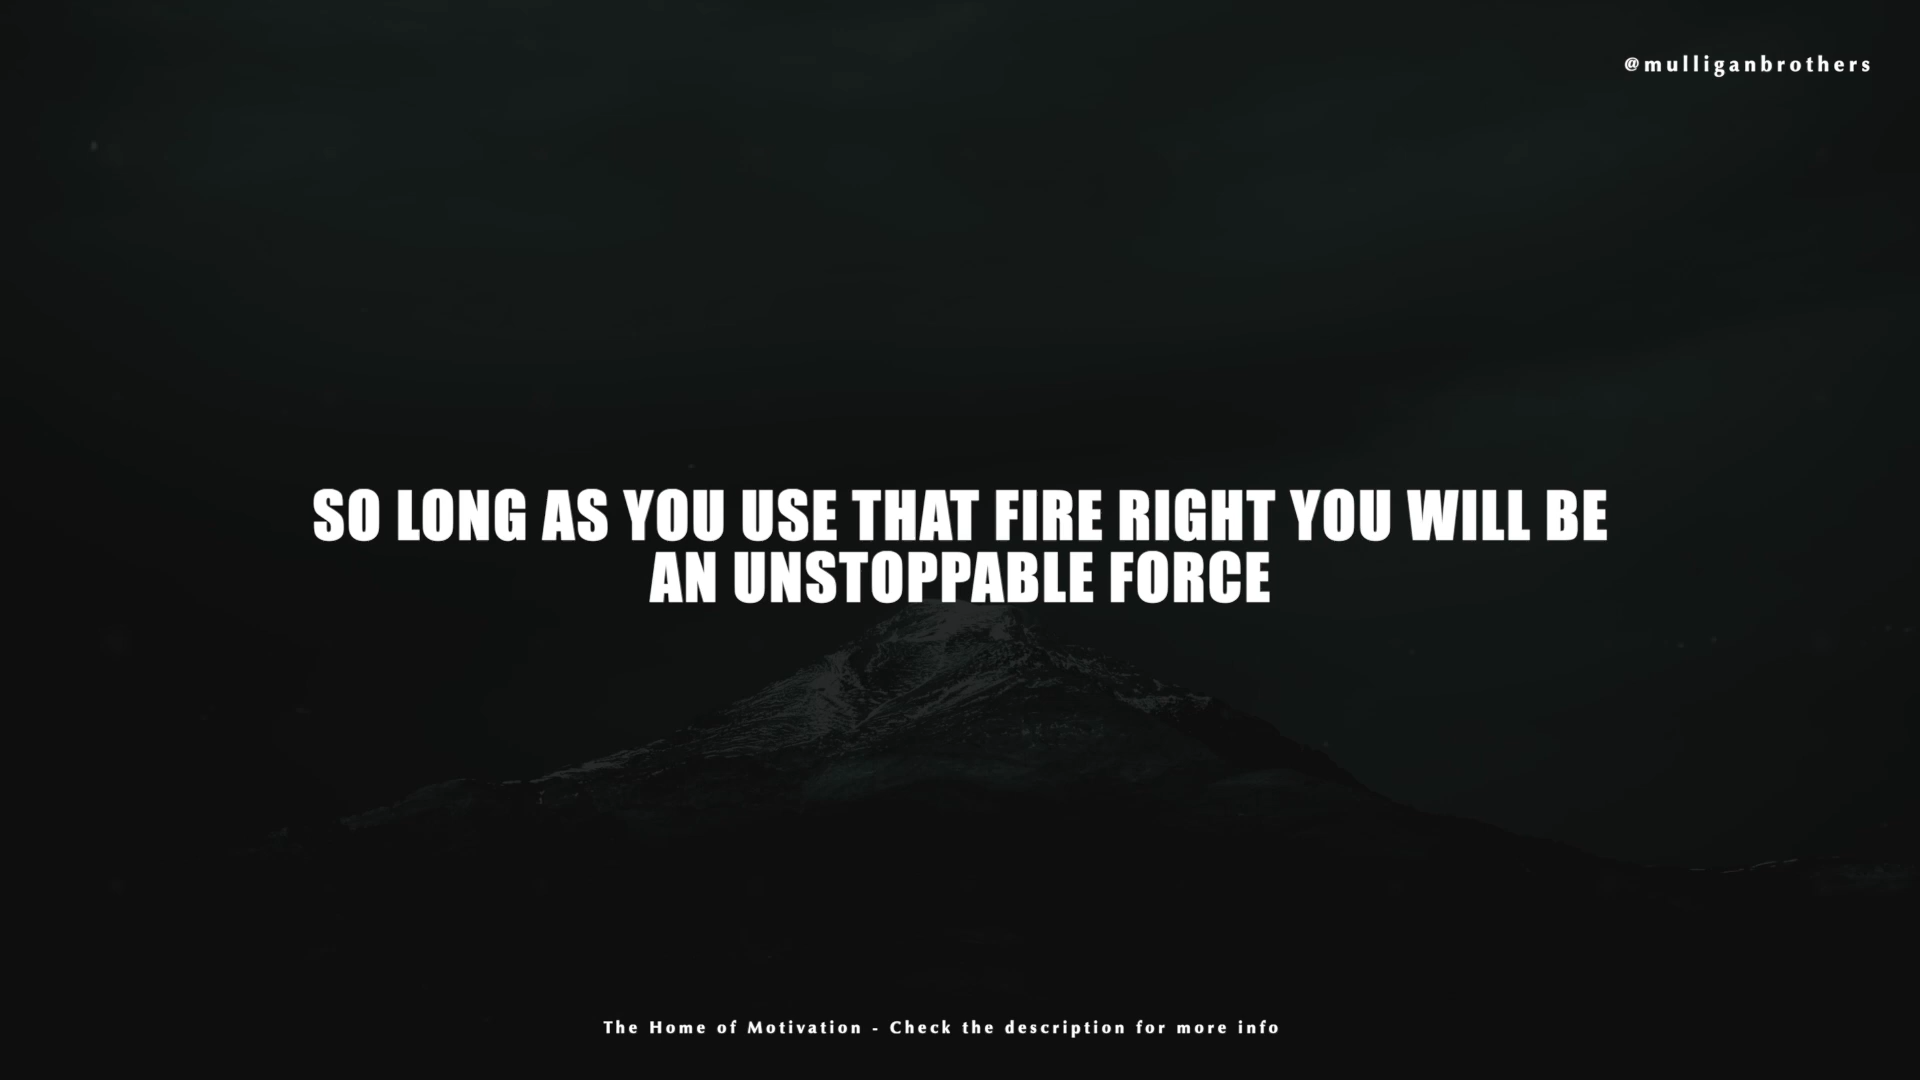 @mulliganbrothers
SO LONG AS YOU USE THAT FIRE RIGHT YOU WILL BE
AN UNSTOPPABLE FORCE
The Home of Motivation - Check the description for more info